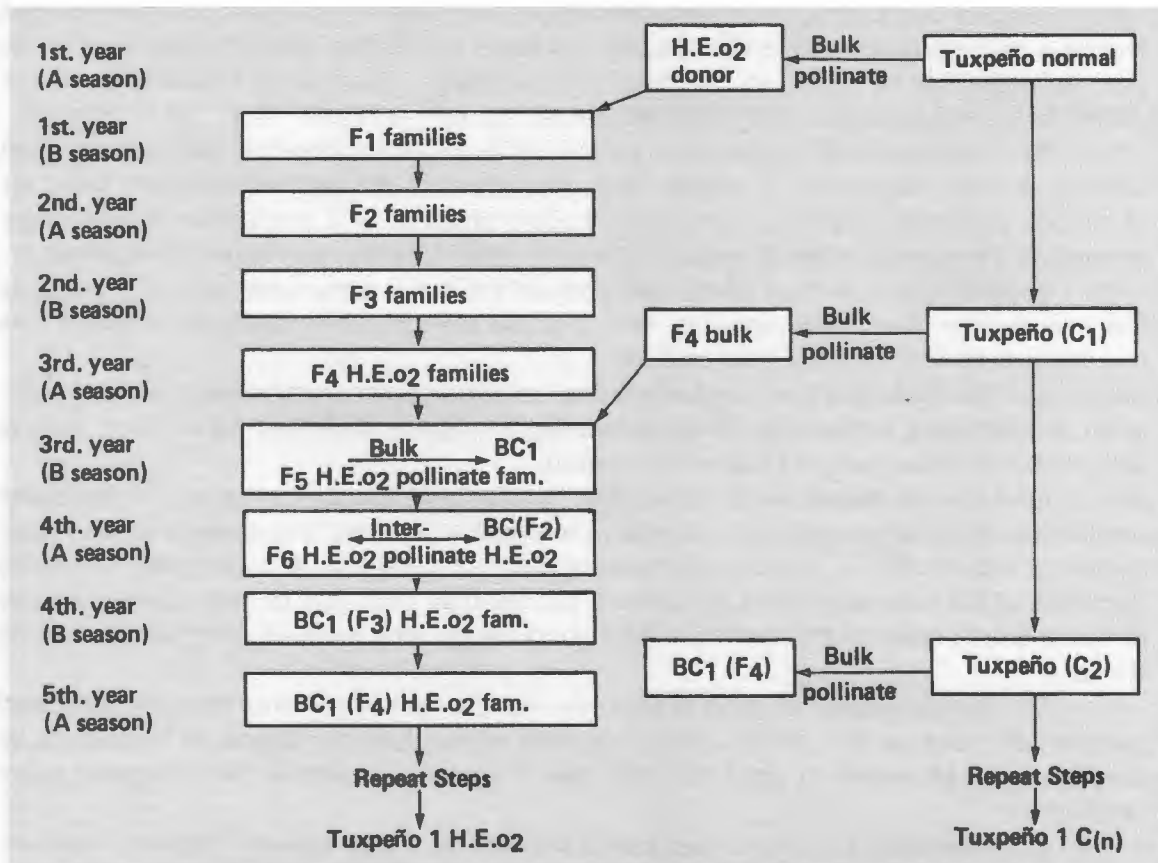 1st. year
(A season)
H.E.o2
donor
Bulk
pollinate
Tuxpeño normal
1st. year
(B season)
F1 families
2nd. year
(A season)
F2 families
2nd. year
(B season)
F3 families
F4 bulk
Bulk
pollinate
Tuxpeño (C1)
3rd. year
(A season)
F4 H.E.o2 families
3rd. year
(B season)
Bulk BC1
F5 H.E.o2 pollinate fam.
4th. year
(A season)
Inter- BC(F2)
F6 H.E.o2 pollinate H.E.o2
4th. year
(B season)
BC1 (F3) H.E.o2 fam.
BC1 (F4)
Bulk
pollinate
Tuxpeño (C2)
5th. year
(A season)
BC1 (F4) H.E.o2 fam.
Repeat Steps
Repeat Steps
Tuxpeño 1 H.E.o2
Tuxpeño 1 C(n)